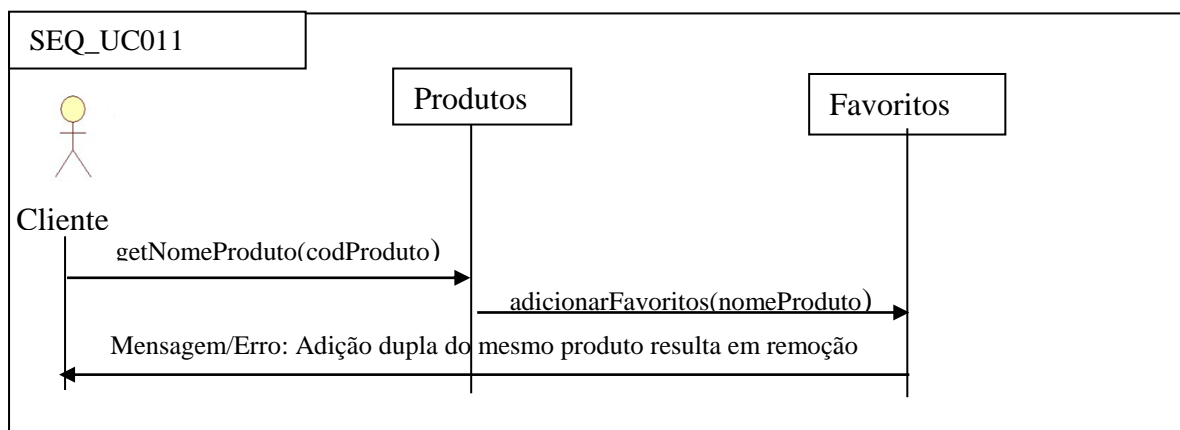 SEQ_UC011
Produtos
Favoritos
Cliente
getNomeProduto(codProduto)
adicionarFavoritos(nomeProduto)
Mensagem/Erro: Adição dupla do mesmo produto resulta em remoção